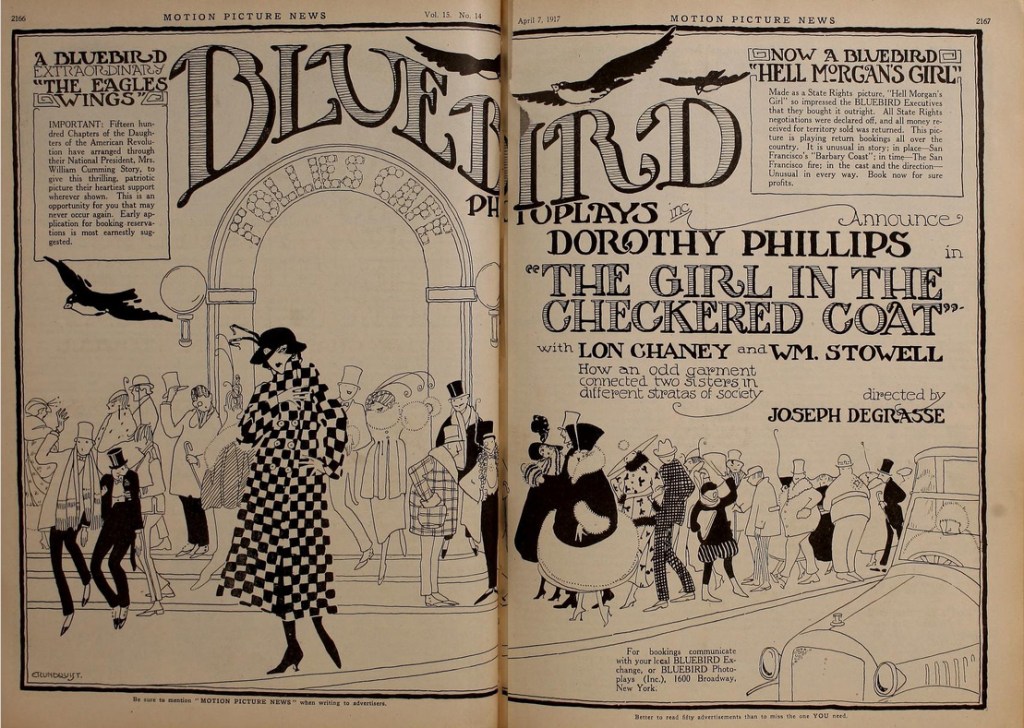 2166
MOTION PICTURE NEWS
Vol. 15. No. 14
April 7, 1917
MOTION PICTURE NEWS
2167
A BLUEBIRD
EXTRAORDINARY
"THE EAGLES
WINGS"
IMPORTANT: Fifteen hun-
dred Chapters of the Daugh-
ters of the American Revolu-
tion have arranged through
their National President, Mrs.
William Cumming Story, to
give this thrilling, patriotic
picture their heartiest support
wherever shown. This is an
opportunity for you that may
never occur again. Early ap-
plication for booking reserva-
tions is most earnestly sug-
gested.
BLUEBIRD
PHOTOPLAYS inc.
FOLLIES CAFE
NOW A BLUEBIRD
"HELL MORGAN'S GIRL"
Made as a State Rights picture, "Hell Morgan's
Girl" so impressed the BLUEBIRD Executives
that they bought it outright. All State Rights
negotiations were declared off, and all money re-
ceived for territory sold was returned. This pic-
ture is playing return bookings all over the
country. It is unusual in story; in place—San
Francisco's "Barbary Coast"; in time—The San
Francisco fire; in the cast and the direction—
Unusual in every way. Book now for sure
profits.
Announce
DOROTHY PHILLIPS in
"THE GIRL IN THE
CHECKERED COAT"
with LON CHANEY and WM. STOWELL
How an odd garment
connected two sisters in
different stratas of society
directed by
JOSEPH DEGRASSE
For bookings communicate
with your local BLUEBIRD Ex-
change, or BLUEBIRD Photo-
plays (Inc.), 1600 Broadway,
New York.
C.LUNDQUIST.
Be sure to mention "MOTION PICTURE NEWS" when writing to advertisers.
Better to read fifty advertisements than to miss the one YOU need.